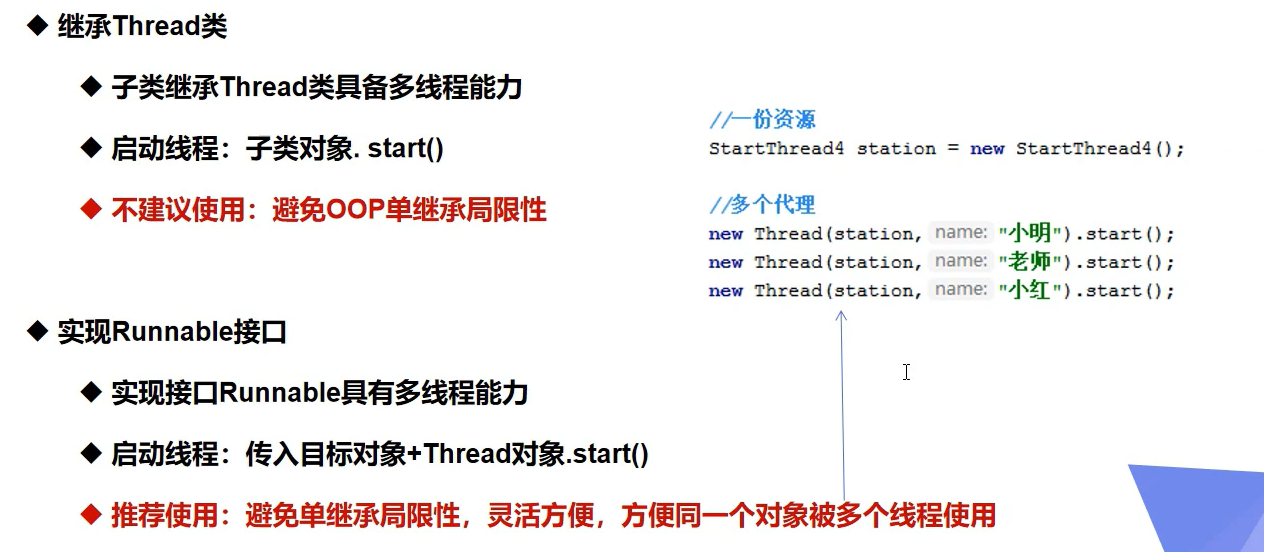 ◆ 继承Thread类
◆ 子类继承Thread类具备多线程能力
◆ 启动线程：子类对象. start()
◆ 不建议使用：避免OOP单继承局限性
◆ 实现Runnable接口
◆ 实现接口Runnable具有多线程能力
◆ 启动线程：传入目标对象+Thread对象.start()
◆ 推荐使用：避免单继承局限性，灵活方便，方便同一个对象被多个线程使用
//一份资源
StartThread4 station = new StartThread4();
//多个代理
new Thread(station, name: "小明").start();
new Thread(station, name: "老师").start();
new Thread(station, name: "小红").start();